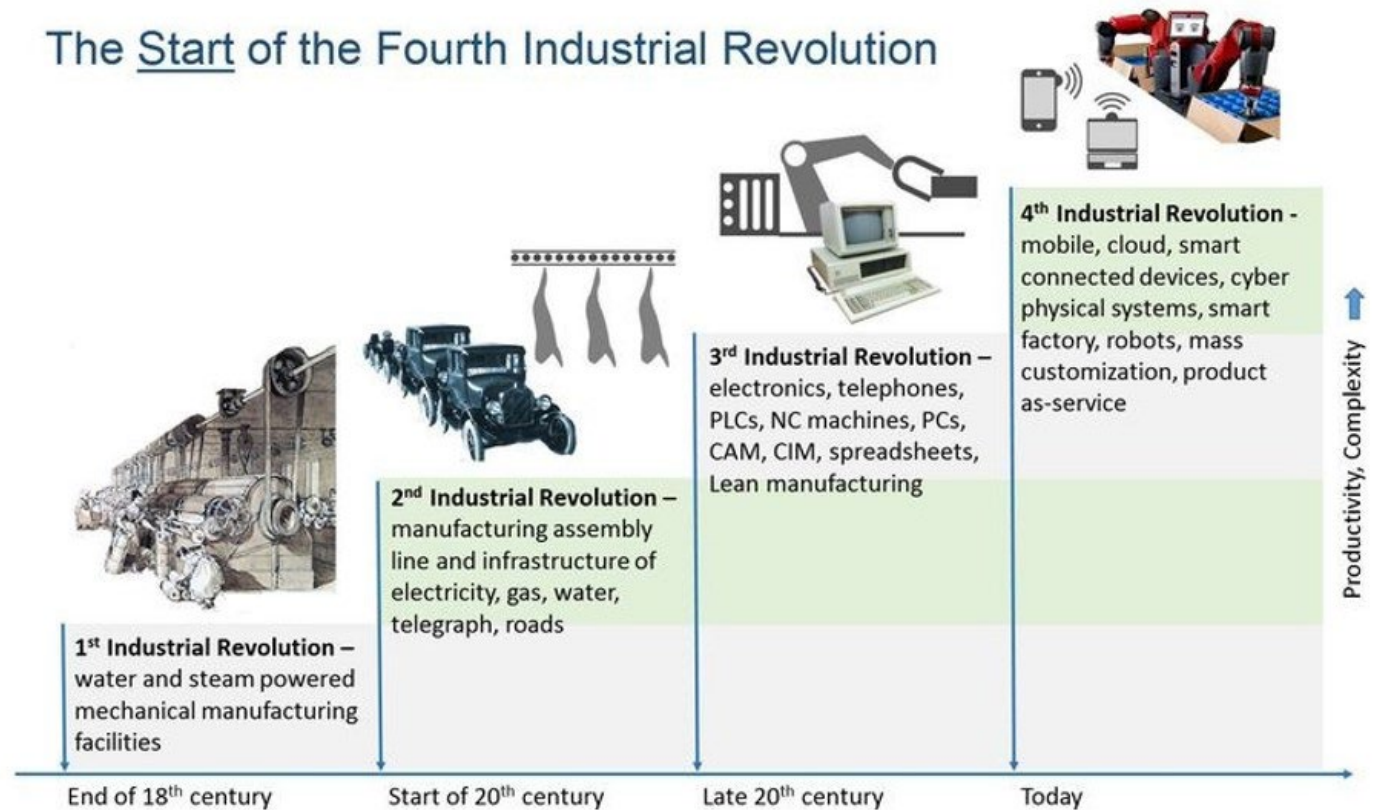 The Start of the Fourth Industrial Revolution
4th Industrial Revolution -
mobile, cloud, smart
connected devices, cyber
physical systems, smart
factory, robots, mass
customization, product
as-service
3rd Industrial Revolution –
electronics, telephones,
PLCs, NC machines, PCs,
CAM, CIM, spreadsheets,
Lean manufacturing
2nd Industrial Revolution –
manufacturing assembly
line and infrastructure of
electricity, gas, water,
telegraph, roads
1st Industrial Revolution –
water and steam powered
mechanical manufacturing
facilities
Productivity, Complexity
End of 18th century
Start of 20th century
Late 20th century
Today